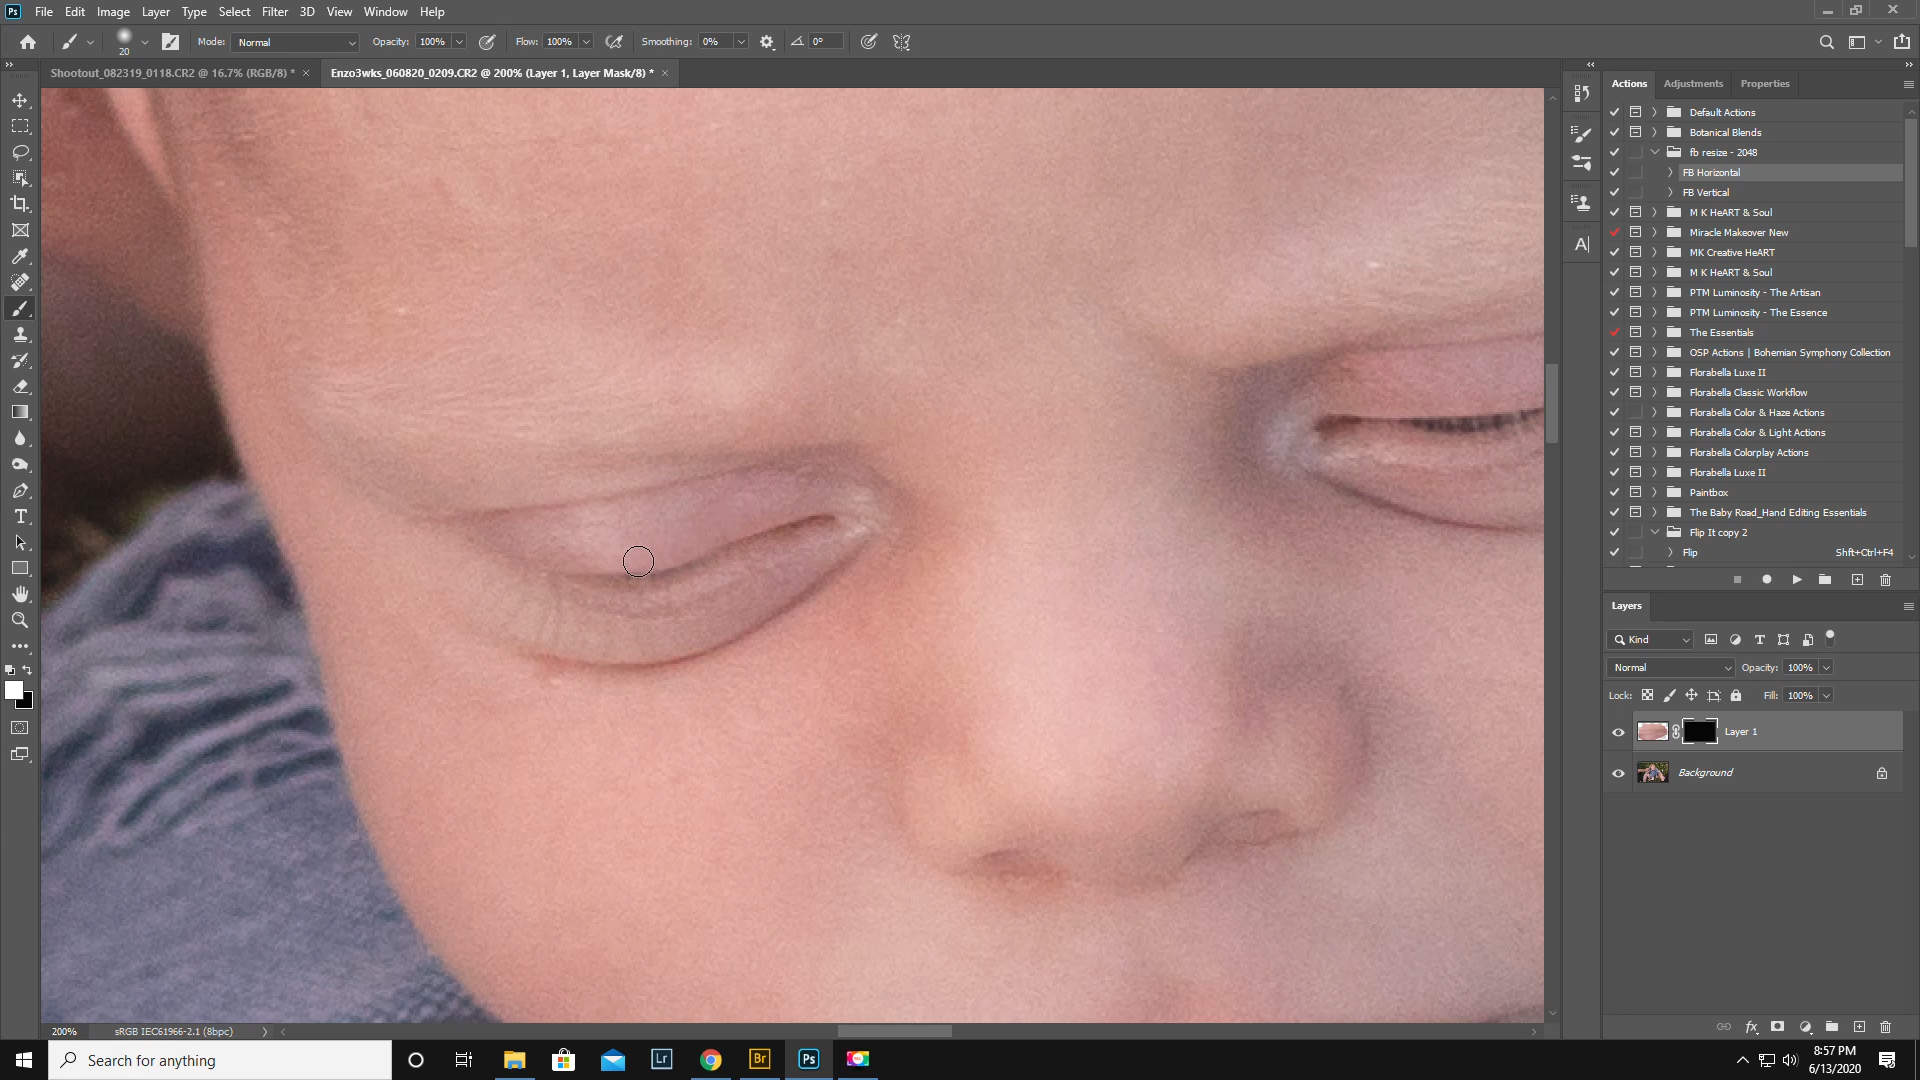 Ps File Edit Image Layer Type Select Filter 3D View Window Help
20 Mode: Normal Opacity: 100% Flow: 100% Smoothing: 0% 0°
Shootout_082319_0118.CR2 @ 16.7% (RGB/8) * × Enzo3wks_060820_0209.CR2 @ 200% (Layer 1, Layer Mask/8) * ×
Actions Adjustments Properties
Default Actions
Botanical Blends
fb resize - 2048
FB Horizontal
FB Vertical
M K HeART & Soul
Miracle Makeover New
MK Creative HeART
M K HeART & Soul
PTM Luminosity - The Artisan
PTM Luminosity - The Essence
The Essentials
OSP Actions | Bohemian Symphony Collection
Florabella Luxe II
Florabella Classic Workflow
Florabella Color & Haze Actions
Florabella Color & Light Actions
Florabella Colorplay Actions
Florabella Luxe II
Paintbox
The Baby Road_Hand Editing Essentials
Flip It copy 2
Flip Shft+Ctrl+F4
Layers
Kind
Normal Opacity: 100%
Lock: Fill: 100%
Layer 1
Background
200% sRGB IEC61966-2.1 (8bpc)
Search for anything
Lr Br Ps
8:57 PM
6/13/2020